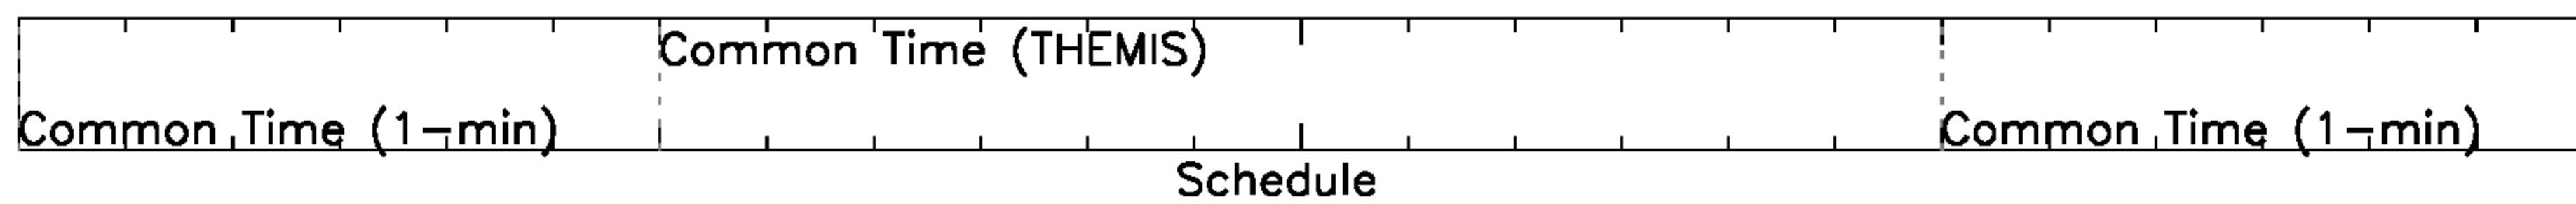 Common Time (THEMIS)
Common Time (1-min)
Common Time (1-min)
Schedule